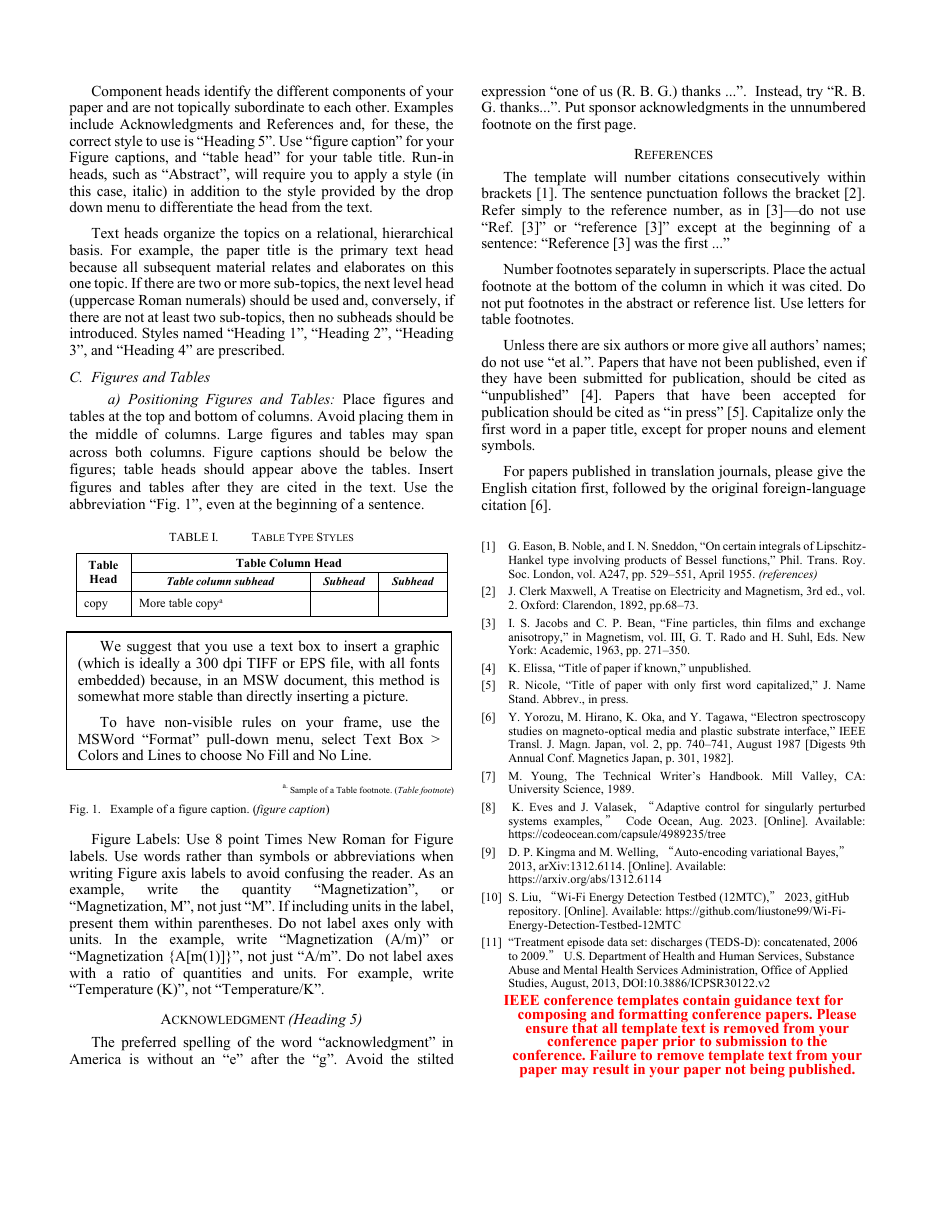 Component heads identify the different components of your
paper and are not topically subordinate to each other. Examples
include Acknowledgments and References and, for these, the
correct style to use is “Heading 5”. Use “figure caption” for your
Figure captions, and “table head” for your table title. Run-in
heads, such as “Abstract”, will require you to apply a style (in
this case, italic) in addition to the style provided by the drop
down menu to differentiate the head from the text.
Text heads organize the topics on a relational, hierarchical
basis. For example, the paper title is the primary text head
because all subsequent material relates and elaborates on this
one topic. If there are two or more sub-topics, the next level head
(uppercase Roman numerals) should be used and, conversely, if
there are not at least two sub-topics, then no subheads should be
introduced. Styles named “Heading 1”, “Heading 2”, “Heading
3”, and “Heading 4” are prescribed.
C. Figures and Tables
a) Positioning Figures and Tables: Place figures and
tables at the top and bottom of columns. Avoid placing them in
the middle of columns. Large figures and tables may span
across both columns. Figure captions should be below the
figures; table heads should appear above the tables. Insert
figures and tables after they are cited in the text. Use the
abbreviation “Fig. 1”, even at the beginning of a sentence.
TABLE I. TABLE TYPE STYLES
Table Head
Table Column Head
Table column subhead Subhead Subhead
copy More table copyᵃ
We suggest that you use a text box to insert a graphic
(which is ideally a 300 dpi TIFF or EPS file, with all fonts
embedded) because, in an MSW document, this method is
somewhat more stable than directly inserting a picture.
To have non-visible rules on your frame, use the
MSWord “Format” pull-down menu, select Text Box >
Colors and Lines to choose No Fill and No Line.
a. Sample of a Table footnote. (Table footnote)
Fig. 1. Example of a figure caption. (figure caption)
Figure Labels: Use 8 point Times New Roman for Figure
labels. Use words rather than symbols or abbreviations when
writing Figure axis labels to avoid confusing the reader. As an
example, write the quantity “Magnetization”, or
“Magnetization, M”, not just “M”. If including units in the label,
present them within parentheses. Do not label axes only with
units. In the example, write “Magnetization (A/m)” or
“Magnetization {A[m(1)]}”, not just “A/m”. Do not label axes
with a ratio of quantities and units. For example, write
“Temperature (K)”, not “Temperature/K”.
ACKNOWLEDGMENT (Heading 5)
The preferred spelling of the word “acknowledgment” in
America is without an “e” after the “g”. Avoid the stilted
expression “one of us (R. B. G.) thanks ...”. Instead, try “R. B.
G. thanks...”. Put sponsor acknowledgments in the unnumbered
footnote on the first page.
REFERENCES
The template will number citations consecutively within
brackets [1]. The sentence punctuation follows the bracket [2].
Refer simply to the reference number, as in [3]—do not use
“Ref. [3]” or “reference [3]” except at the beginning of a
sentence: “Reference [3] was the first ...”
Number footnotes separately in superscripts. Place the actual
footnote at the bottom of the column in which it was cited. Do
not put footnotes in the abstract or reference list. Use letters for
table footnotes.
Unless there are six authors or more give all authors’ names;
do not use “et al.”. Papers that have not been published, even if
they have been submitted for publication, should be cited as
“unpublished” [4]. Papers that have been accepted for
publication should be cited as “in press” [5]. Capitalize only the
first word in a paper title, except for proper nouns and element
symbols.
For papers published in translation journals, please give the
English citation first, followed by the original foreign-language
citation [6].
[1] G. Eason, B. Noble, and I. N. Sneddon, “On certain integrals of Lipschitz-
Hankel type involving products of Bessel functions,” Phil. Trans. Roy.
Soc. London, vol. A247, pp. 529–551, April 1955. (references)
[2] J. Clerk Maxwell, A Treatise on Electricity and Magnetism, 3rd ed., vol.
2. Oxford: Clarendon, 1892, pp.68–73.
[3] I. S. Jacobs and C. P. Bean, “Fine particles, thin films and exchange
anisotropy,” in Magnetism, vol. III, G. T. Rado and H. Suhl, Eds. New
York: Academic, 1963, pp. 271–350.
[4] K. Elissa, “Title of paper if known,” unpublished.
[5] R. Nicole, “Title of paper with only first word capitalized,” J. Name
Stand. Abbrev., in press.
[6] Y. Yorozu, M. Hirano, K. Oka, and Y. Tagawa, “Electron spectroscopy
studies on magneto-optical media and plastic substrate interface,” IEEE
Transl. J. Magn. Japan, vol. 2, pp. 740–741, August 1987 [Digests 9th
Annual Conf. Magnetics Japan, p. 301, 1982].
[7] M. Young, The Technical Writer’s Handbook. Mill Valley, CA:
University Science, 1989.
[8] K. Eves and J. Valasek, “Adaptive control for singularly perturbed
systems examples,” Code Ocean, Aug. 2023. [Online]. Available:
https://codeocean.com/capsule/4989235/tree
[9] D. P. Kingma and M. Welling, “Auto-encoding variational Bayes,”
2013, arXiv:1312.6114. [Online]. Available:
https://arxiv.org/abs/1312.6114
[10] S. Liu, “Wi-Fi Energy Detection Testbed (12MTC),” 2023, gitHub
repository. [Online]. Available: https://github.com/liustone99/Wi-Fi-
Energy-Detection-Testbed-12MTC
[11] “Treatment episode data set: discharges (TEDS-D): concatenated, 2006
to 2009.” U.S. Department of Health and Human Services, Substance
Abuse and Mental Health Services Administration, Office of Applied
Studies, August, 2013, DOI:10.3886/ICPSR30122.v2
IEEE conference templates contain guidance text for
composing and formatting conference papers. Please
ensure that all template text is removed from your
conference paper prior to submission to the
conference. Failure to remove template text from your
paper may result in your paper not being published.